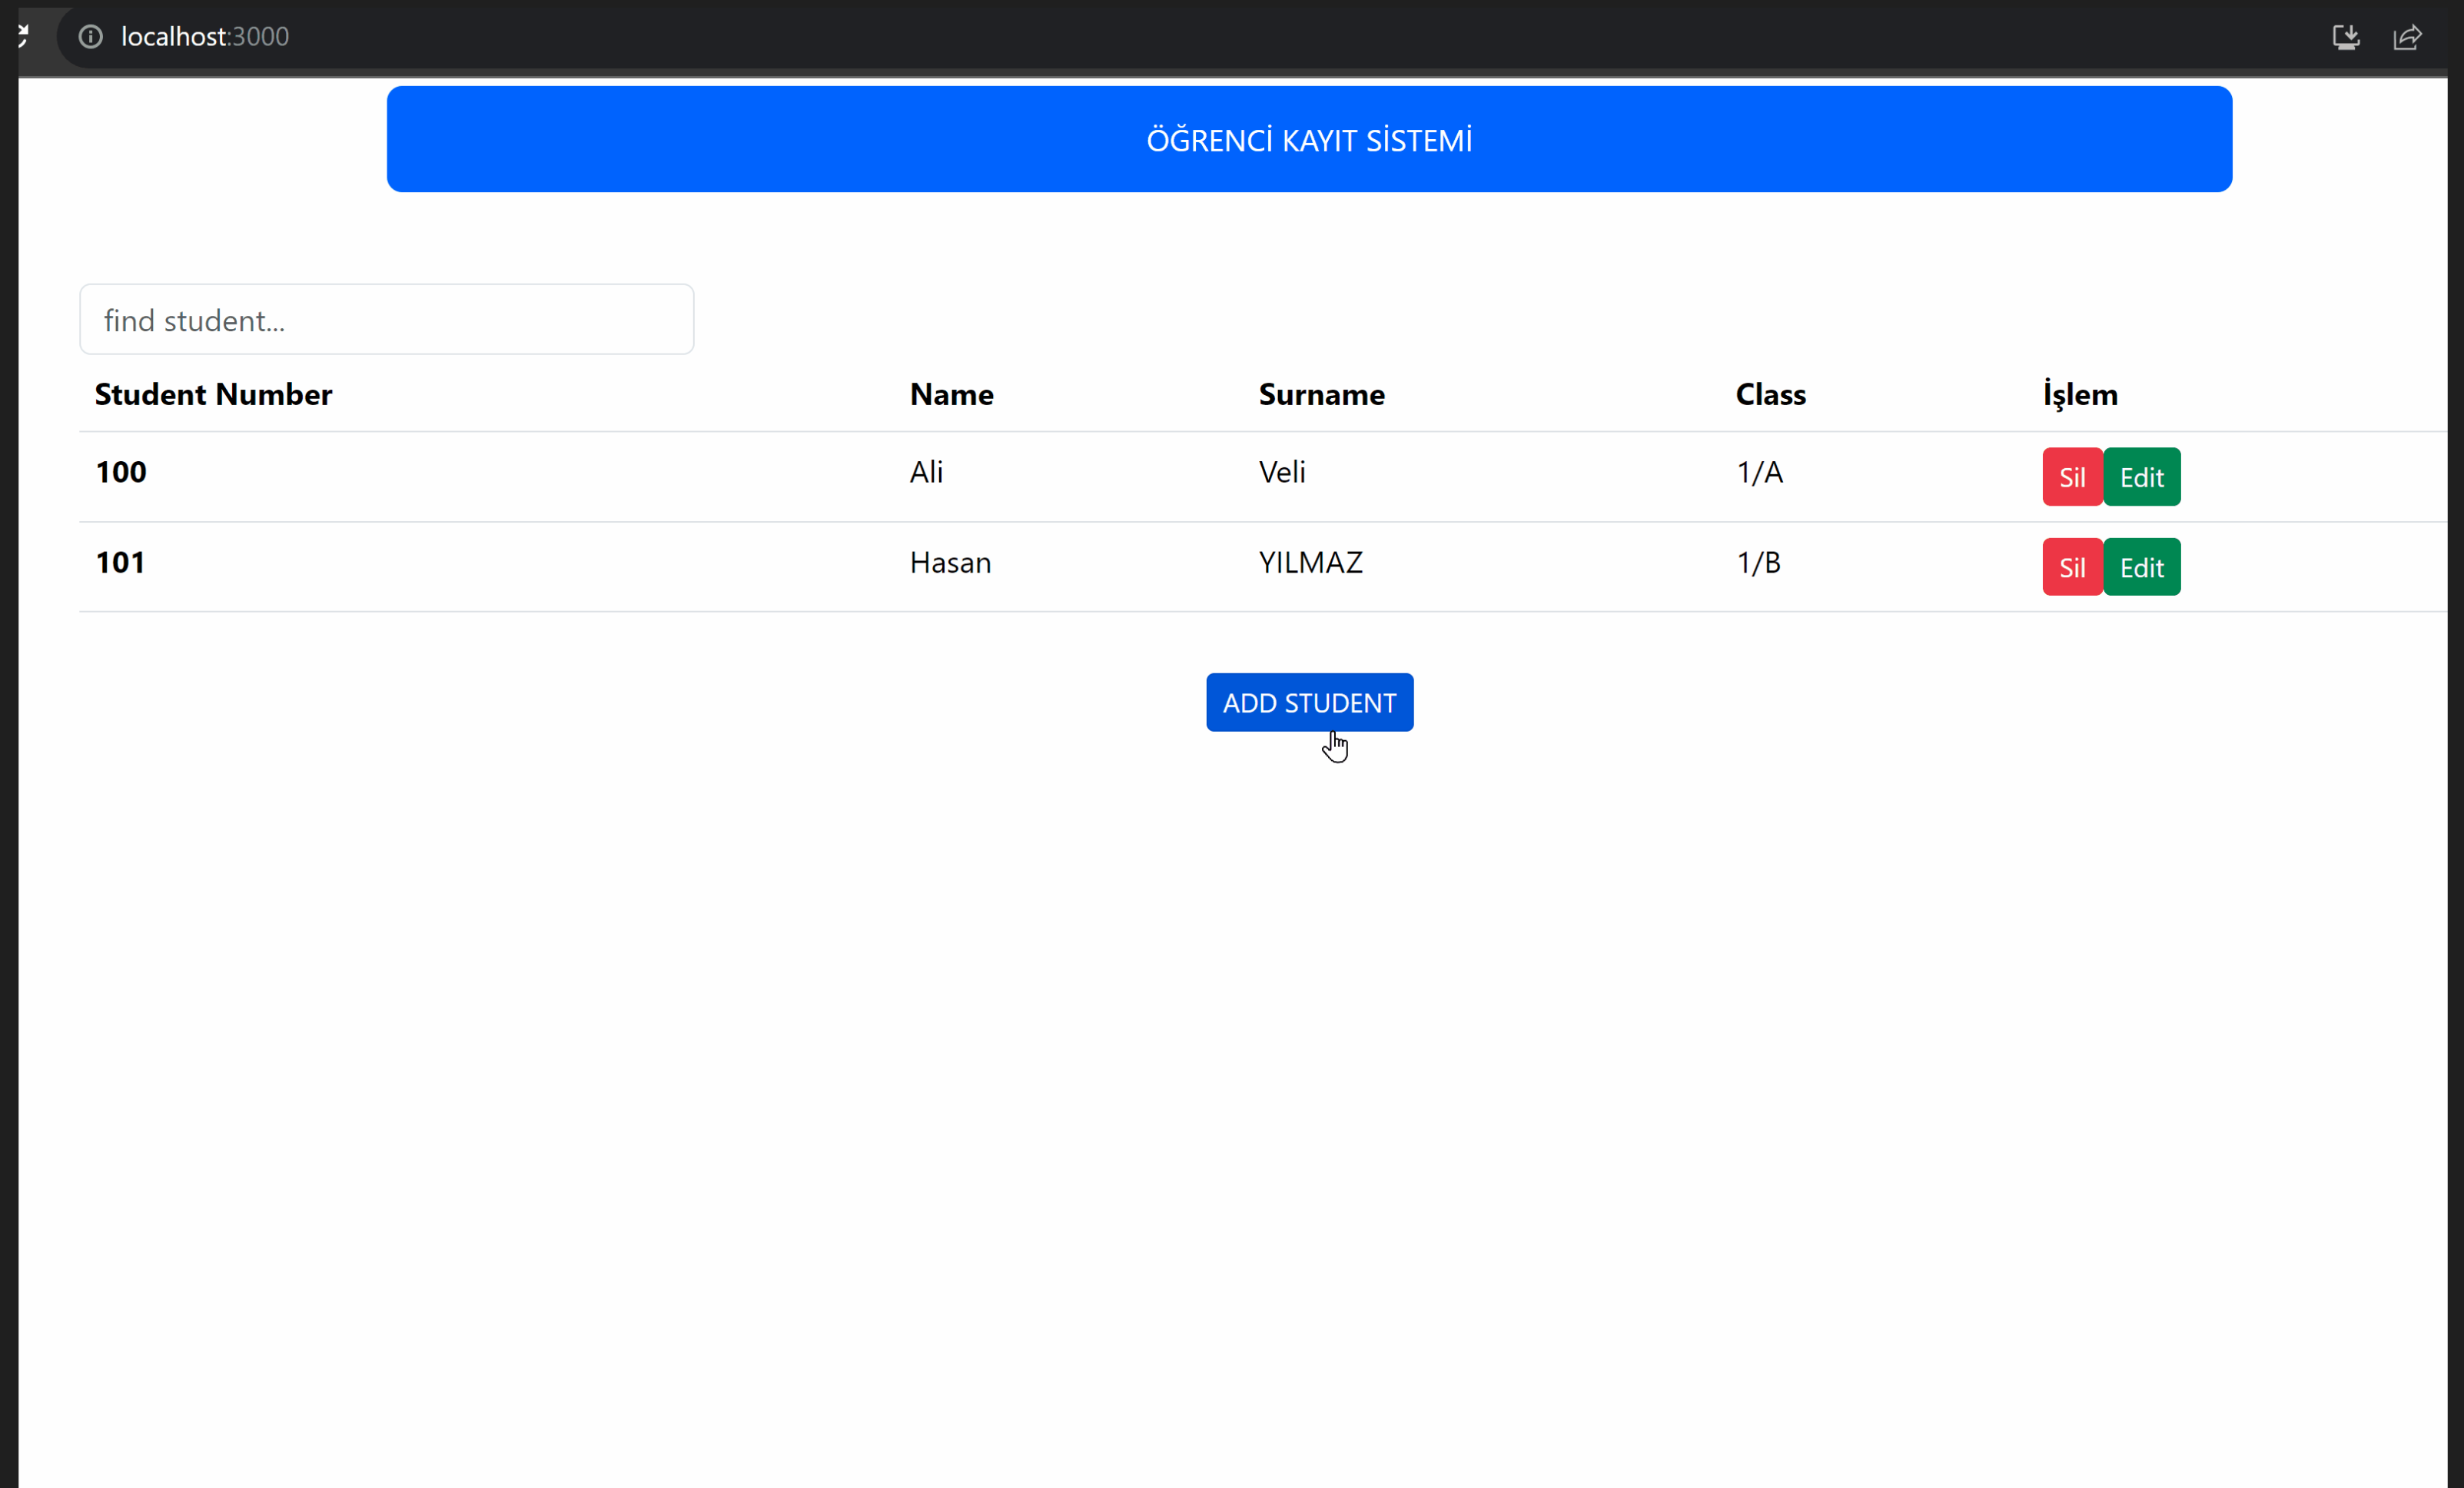 localhost:3000
ÖĞRENCİ KAYIT SİSTEMİ
find student...
Student Number Name Surname Class İşlem
100 Ali Veli 1/A Sil Edit
101 Hasan YILMAZ 1/B Sil Edit
ADD STUDENT